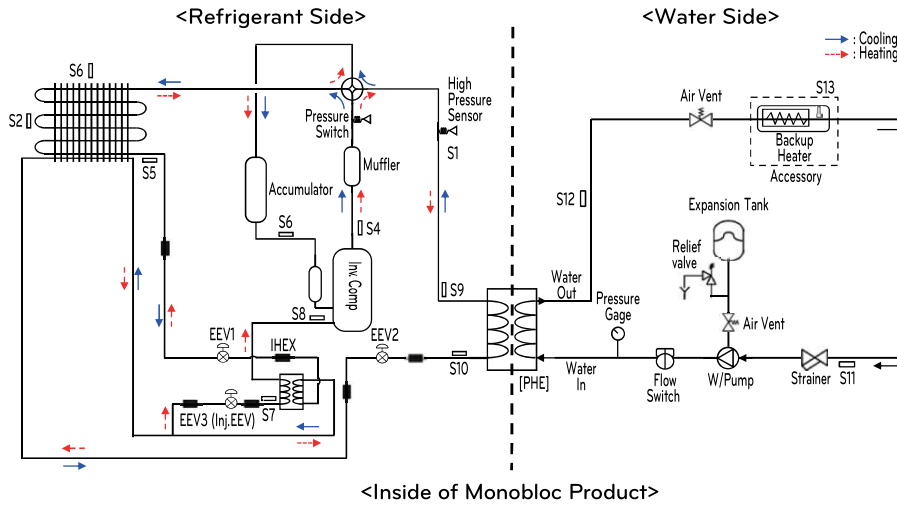 <Refrigerant Side>
<Water Side>
: Cooling
: Heating
S6
High
Pressure
Sensor
S13
Air Vent
S2
Pressure
Switch
Backup
Heater
S1
Accessory
S5
Muffler
Accumulator
S12
Expansion Tank
S6
S4
Relief
valve
Inv.Comp
Water
Out
S9
Pressure
Gage
S8
EEV1
EEV2
Air Vent
IHEX
S10
[PHE]
Water
In
Flow
Switch
W/Pump
Strainer
S11
S7
EEV3 (Inj.EEV)
<Inside of Monobloc Product>